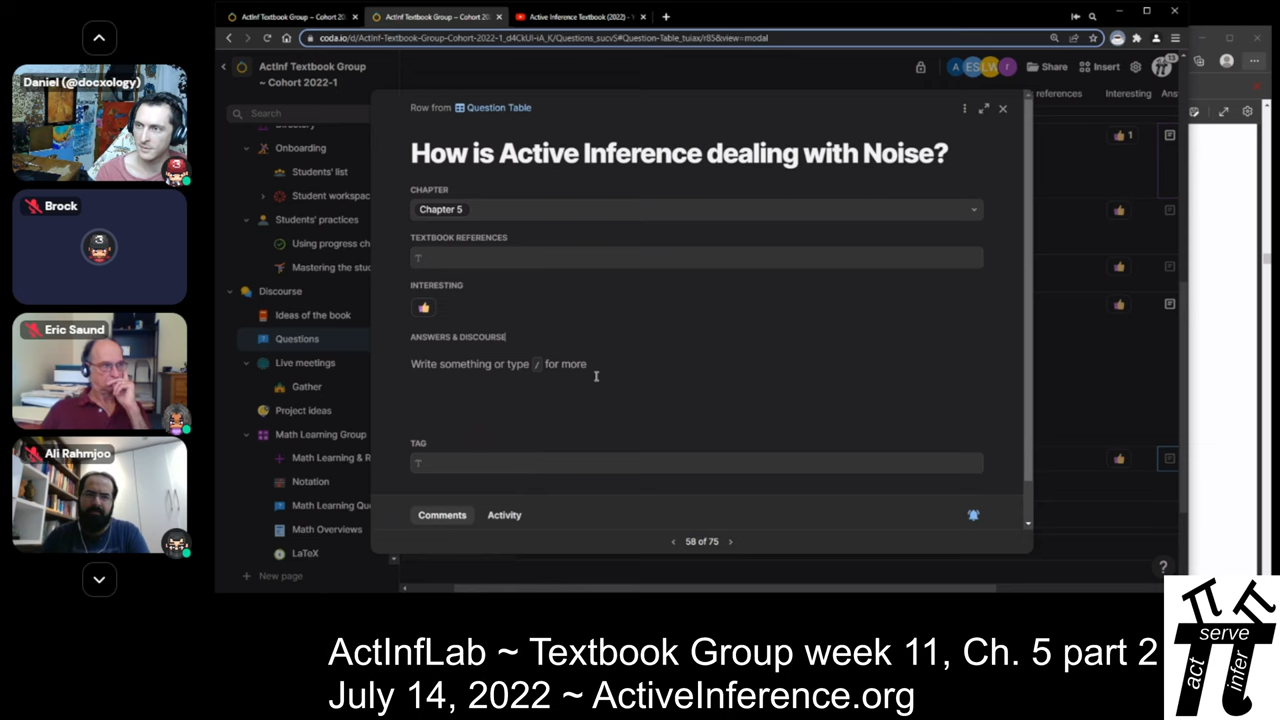 ActInf Textbook Group ~ Cohort 20
ActInf Textbook Group ~ Cohort 20
Active Inference Textbook (2022) -
coda.io/d/ActInf-Textbook-Group-Cohort-2022-1_d4CkUI-iA_K/Questions_sucv5#Question-Table_tuiax/r85&view=modal
Daniel (@docxology)
Brock
Eric Saund
Ali Rahmjoo
ActInf Textbook Group
~ Cohort 2022-1
A
ES
LW
r
Share
Insert
Search
Directory
Onboarding
Students' list
Student workspac
Students' practices
Using progress ch
Mastering the stu
Discourse
Ideas of the book
Questions
Live meetings
Gather
Project ideas
Math Learning Group
Math Learning & R
Notation
Math Learning Qu
Math Overviews
LaTeX
New page
references
Interesting
Ans
1
Row from Question Table
How is Active Inference dealing with Noise?
CHAPTER
Chapter 5
TEXTBOOK REFERENCES
INTERESTING
ANSWERS & DISCOURSE
Write something or type / for more
TAG
Comments
Activity
58 of 75
ActInfLab ~ Textbook Group week 11, Ch. 5 part 2
July 14, 2022 ~ ActiveInference.org
serve
act
infer